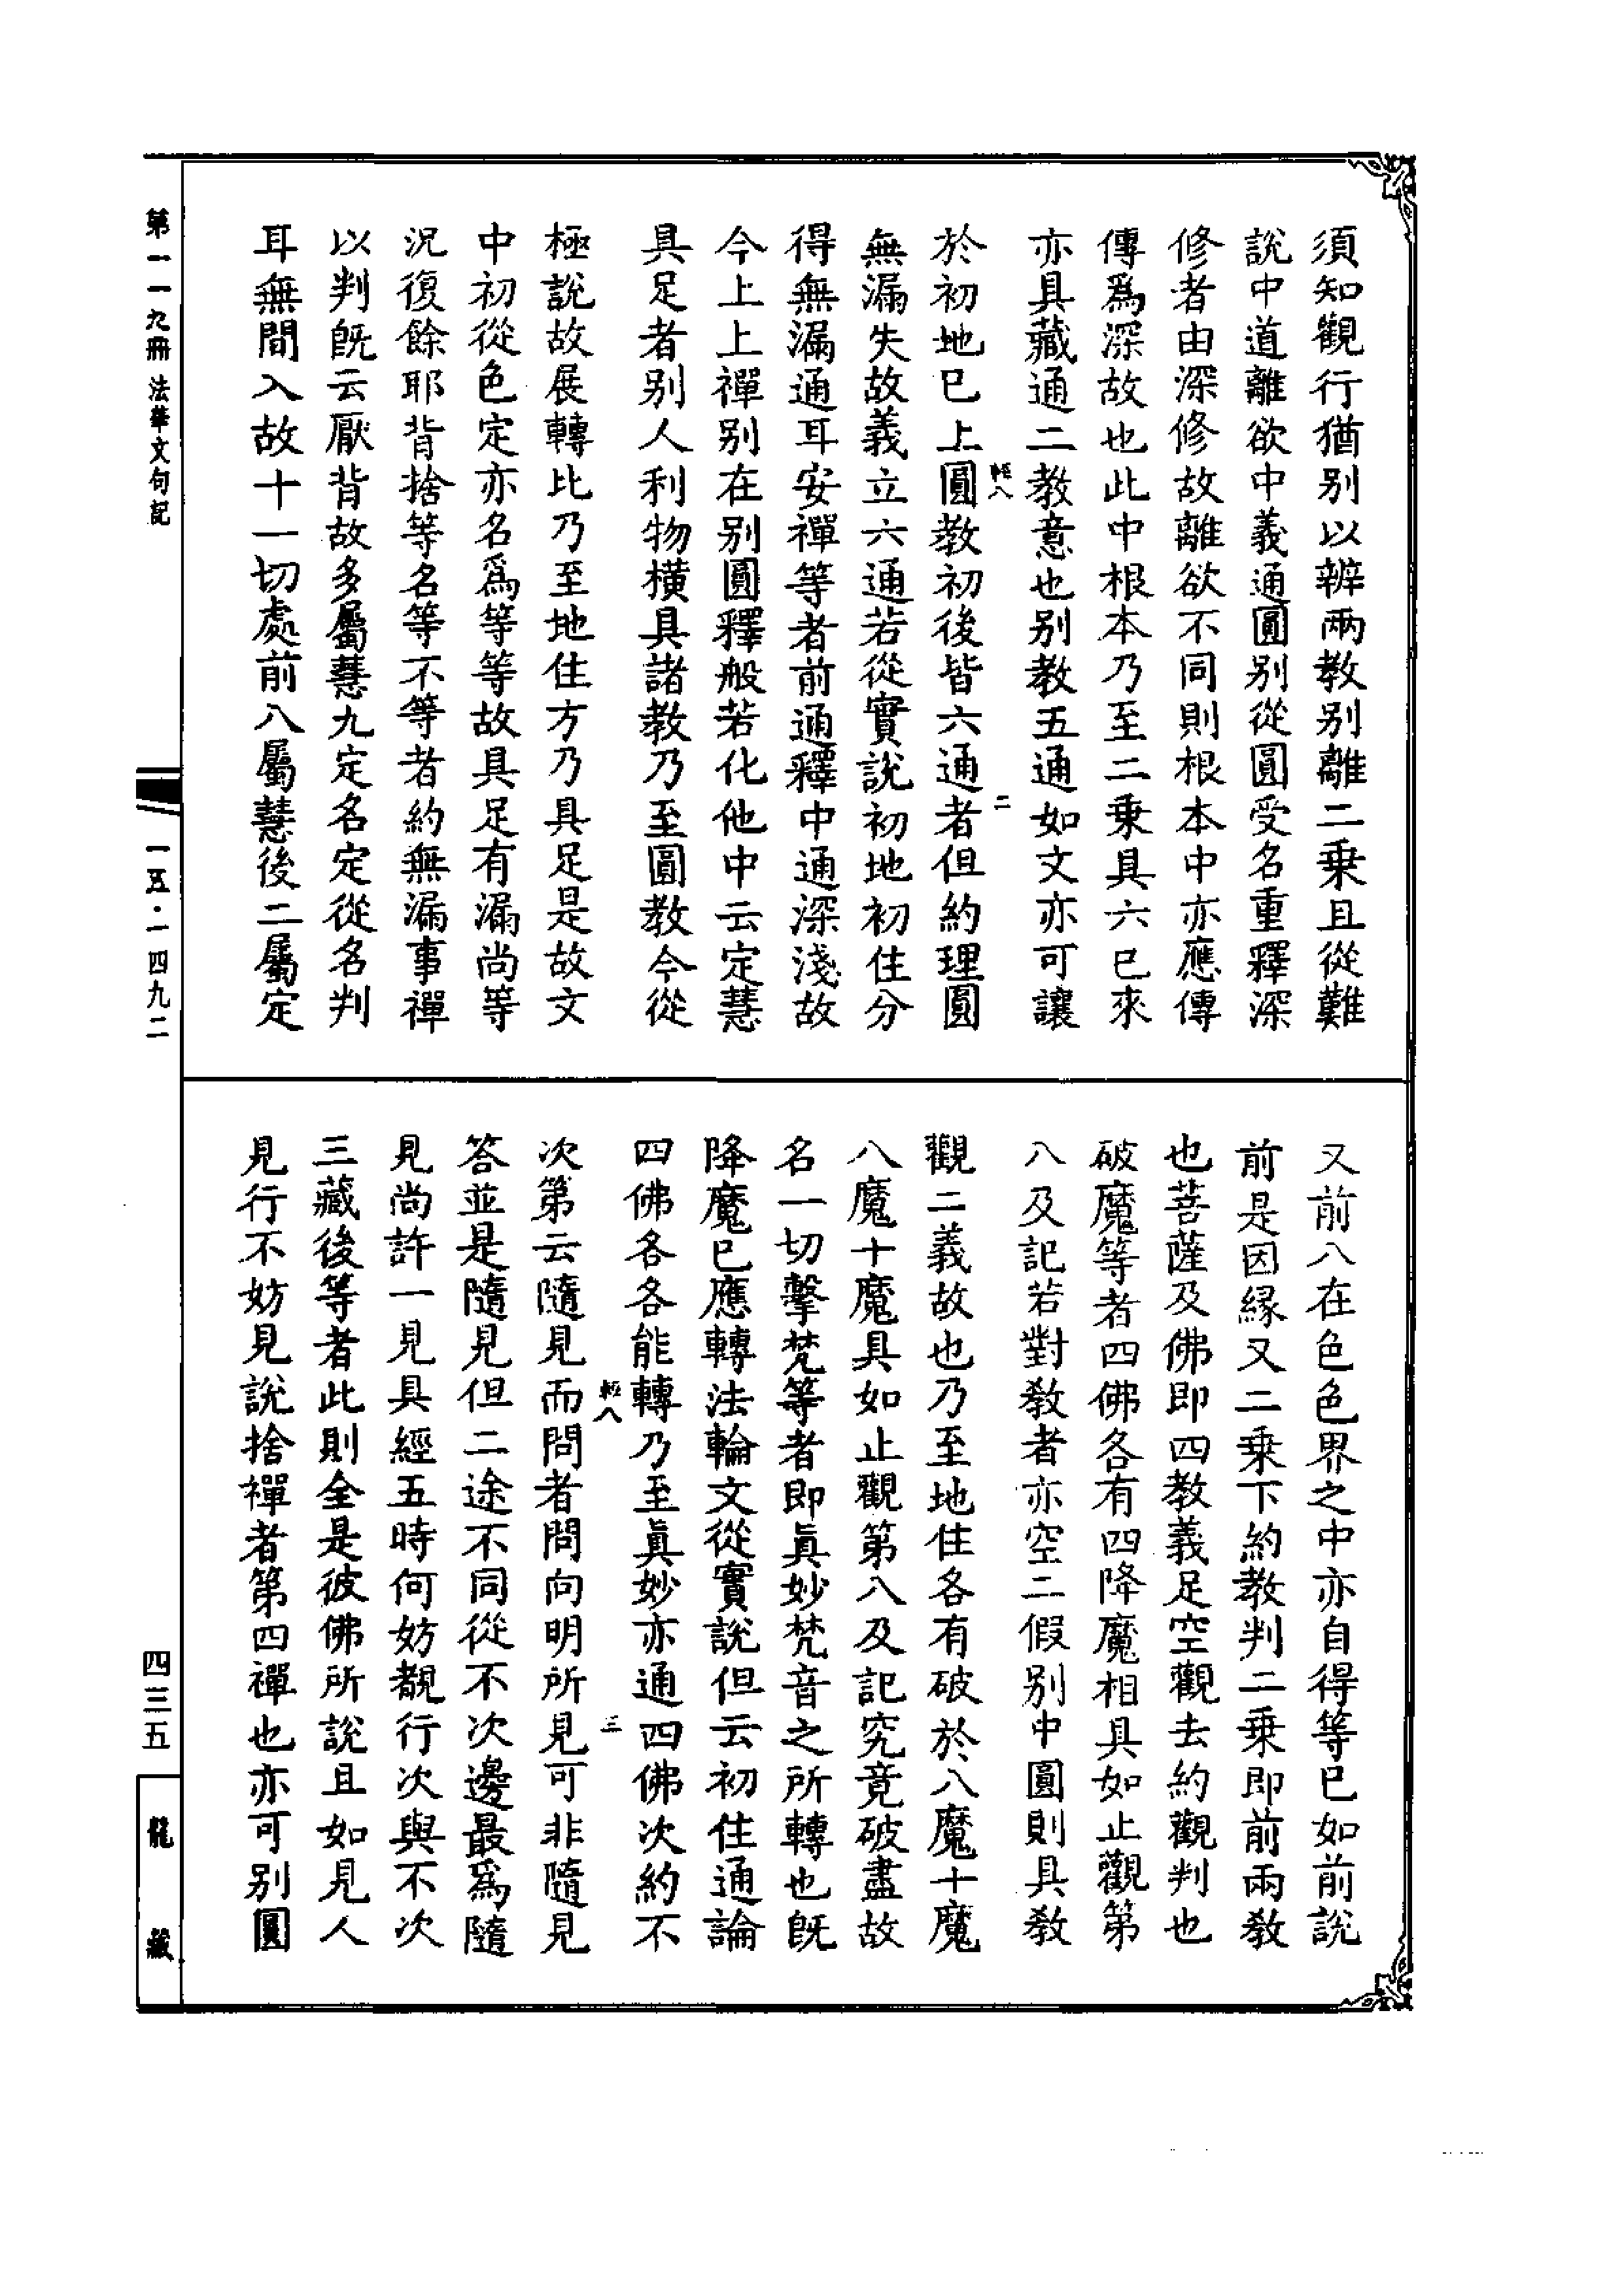 須知觀行猶別以辯兩教別離二乘且從難
說中道離欲中義通圓別從圓受名重釋深
修者由深修故離欲不同則根本中亦應傳
傳爲深故也此中根本乃至二乘具六已來
亦具藏通二教意也別教五通如文亦可讓
於初地已上圓教初後皆六通者但約理圓
無漏失故義立六通若從實說初地初住分
得無漏通耳安禪等者前通釋中通深淺故
今上上禪別在別圓釋般若化他中云定慧
具足者別人利物橫具諸教乃至圓教今從
極說故展轉比乃至地住方乃具足是故文
中初從色定亦名爲等等故具足有漏尚等
況復餘耶背捨等名等不等者約無漏事禪
以判旣云厭背故多屬慧九定名定從名判
耳無間入故十一切處前八屬慧後二屬定
又前八在色色界之中亦自得等已如前說
前是因緣又二乘下約教判二乘即前兩教
也菩薩及佛即四教義足空觀去約觀判也
破魔等者四佛各有四降魔相具如止觀第
八及記若對教者亦空二假別中圓則具教
觀二義故也乃至地住各有破於八魔十魔
八魔十魔具如止觀第八及記究竟破盡故
名一切擊梵等者即眞妙梵音之所轉也旣
降魔已應轉法輪文從實說但云初住通論
四佛各各能轉乃至眞妙亦通四佛次約不
次第云隨見而問者問向明所見可非隨見
答並是隨見但二途不同從不次邊最爲隨
見尚許一見具經五時何妨覩行次與不次
三藏後等者此則全是彼佛所說且如見人
見行不妨見說捨禪者第四禪也亦可別圓
軫八
二
軫八
三
第一一九冊 法華文句記
一五·一四九二
四三五
龍藏